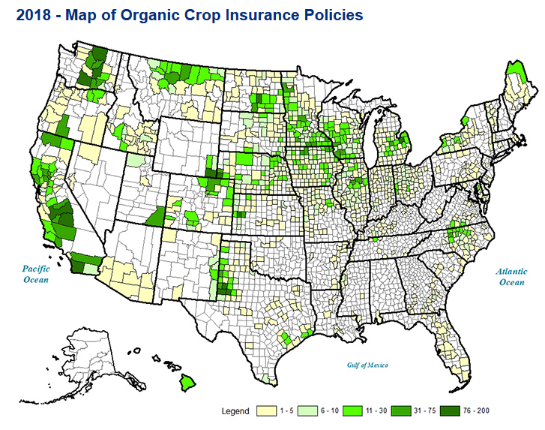 2018 - Map of Organic Crop Insurance Policies
Pacific
Ocean
Atlantic
Ocean
Gulf of Mexico
Legend 1 - 5 6 - 10 11 - 30 31 - 75 76 - 200